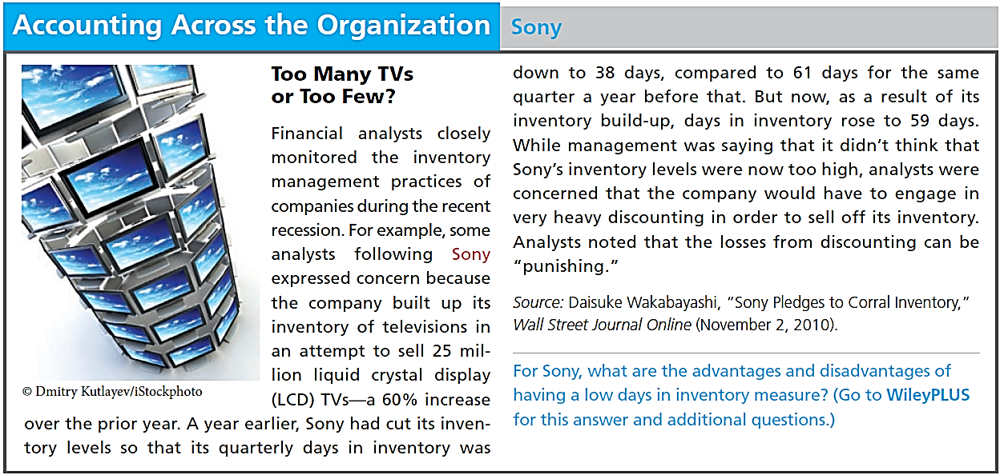 Accounting Across the Organization
Sony
Too Many TVs
or Too Few?
Financial analysts closely
monitored the inventory
management practices of
companies during the recent
recession. For example, some
analysts following Sony
expressed concern because
the company built up its
inventory of televisions in
an attempt to sell 25 mil-
lion liquid crystal display
(LCD) TVs—a 60% increase
over the prior year. A year earlier, Sony had cut its inven-
tory levels so that its quarterly days in inventory was
© Dmitry Kutlayev/iStockphoto
down to 38 days, compared to 61 days for the same
quarter a year before that. But now, as a result of its
inventory build-up, days in inventory rose to 59 days.
While management was saying that it didn’t think that
Sony’s inventory levels were now too high, analysts were
concerned that the company would have to engage in
very heavy discounting in order to sell off its inventory.
Analysts noted that the losses from discounting can be
“punishing.”
Source: Daisuke Wakabayashi, “Sony Pledges to Corral Inventory,”
Wall Street Journal Online (November 2, 2010).
For Sony, what are the advantages and disadvantages of
having a low days in inventory measure? (Go to WileyPLUS
for this answer and additional questions.)